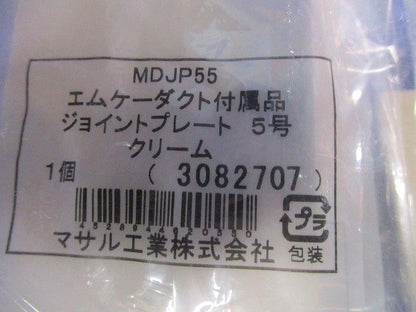 MDJP55
エムケーダクト付属品
ジョイントプレート 5号
クリーム
1個 (3082707)
マサル工業株式会社
プラ
包装